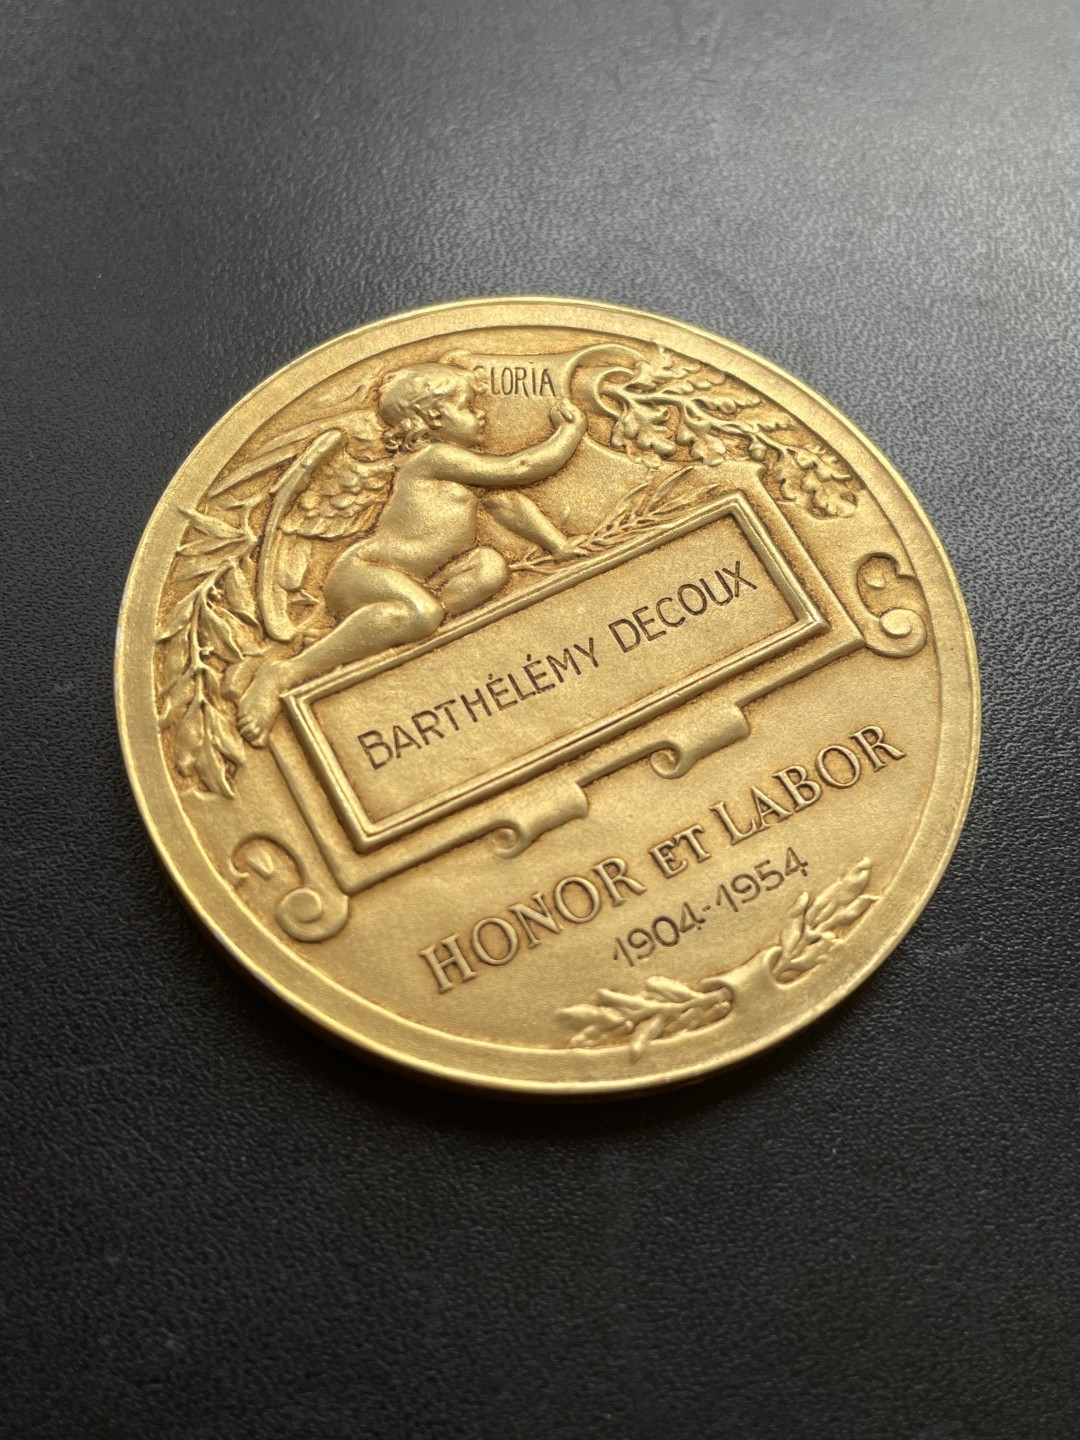 GLORIA
BARTHÉLÉMY DECOUX
HONOR ET LABOR
1904-1954